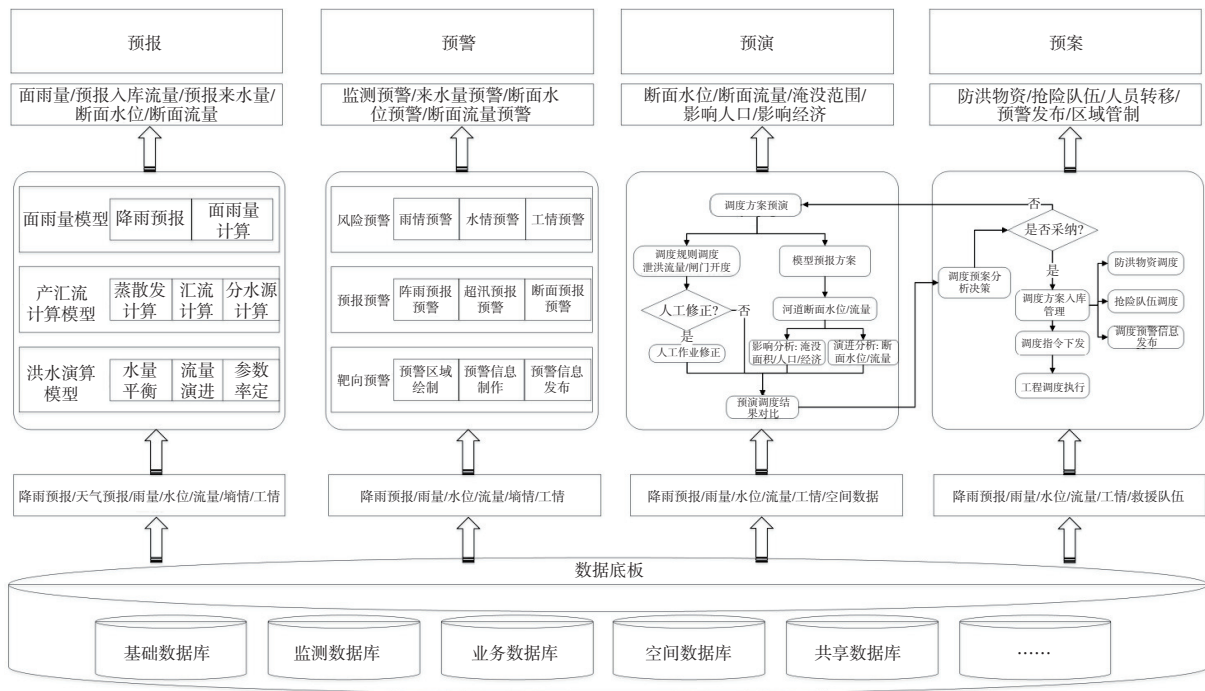 预报
预警
预演
预案
面雨量/预报入库流量/预报来水量/
断面水位/断面流量
监测预警/来水量预警/断面水
位预警/断面流量预警
断面水位/断面流量/淹没范围/
影响人口/影响经济
防洪物资/抢险队伍/人员转移/
预警发布/区域管制
面雨量模型
降雨预报
面雨量
计算
产汇流
计算模型
蒸散发
计算
汇流
计算
分水源
计算
洪水演算
模型
水量
平衡
流量
演进
参数
率定
风险预警
雨情预警
水情预警
工情预警
预报预警
阵雨预报
预警
超汛预报
预警
断面预报
预警
靶向预警
预警区域
绘制
预警信息
制作
预警信息
发布
调度方案预演
调度规则调度
泄洪流量/闸门开度
模型预报方案
人工修正?
否
是
人工作业修正
河道断面水位/流量
影响分析: 淹没
面积/人口/经济
演进分析: 断
面水位/流量
预演调度结
果对比
否
是否采纳?
是
调度预案分
析决策
调度方案入库
管理
防洪物资调度
抢险队伍调度
调度预警信息
发布
调度指令下发
工程调度执行
降雨预报/天气预报/雨量/水位/流量/墒情/工情
降雨预报/雨量/水位/流量/墒情/工情
降雨预报/雨量/水位/流量/工情/空间数据
降雨预报/雨量/水位/流量/工情/救援队伍
数据底板
基础数据库
监测数据库
业务数据库
空间数据库
共享数据库
……